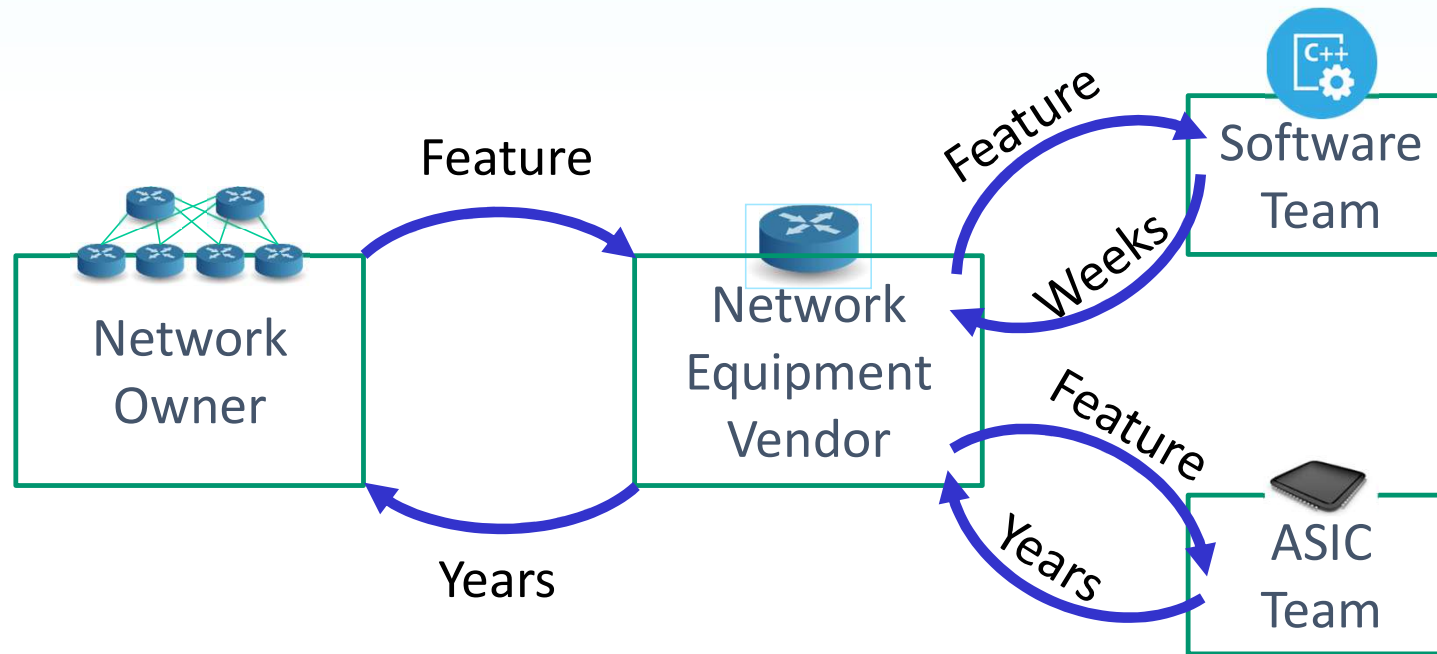 Network
Owner
Feature
Years
Network
Equipment
Vendor
Feature
Weeks
C++
Software
Team
Feature
Years
ASIC
Team